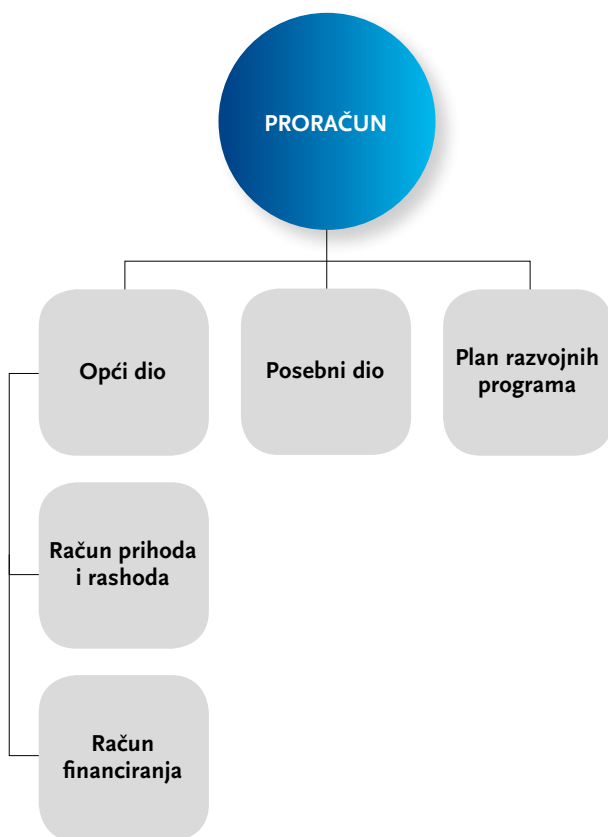 PRORAČUN
Opći dio
Posebni dio
Plan razvojnih
programa
Račun prihoda
i rashoda
Račun
financiranja